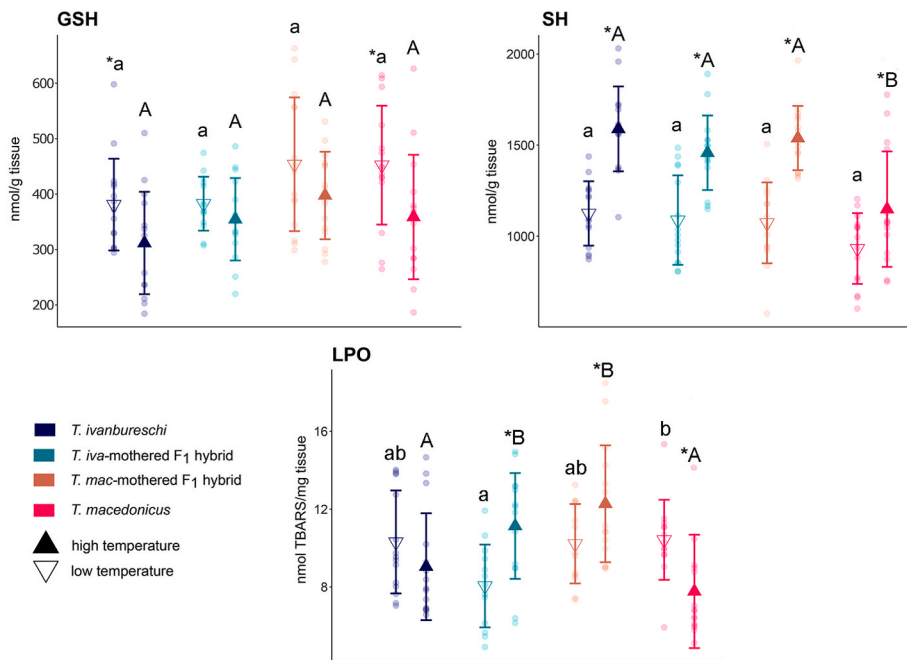 GSH
nmol/g tissue
600
500
400
300
200
*a
A
a
A
a
A
*a
A
SH
nmol/g tissue
2000
1500
1000
a
*A
a
*A
a
*A
a
*B
LPO
nmol TBARS/mg tissue
16
12
8
ab
A
a
*B
ab
*B
b
*A
T. ivanbureschi
T. iva-mothered F1 hybrid
T. mac-mothered F1 hybrid
T. macedonicus
high temperature
low temperature